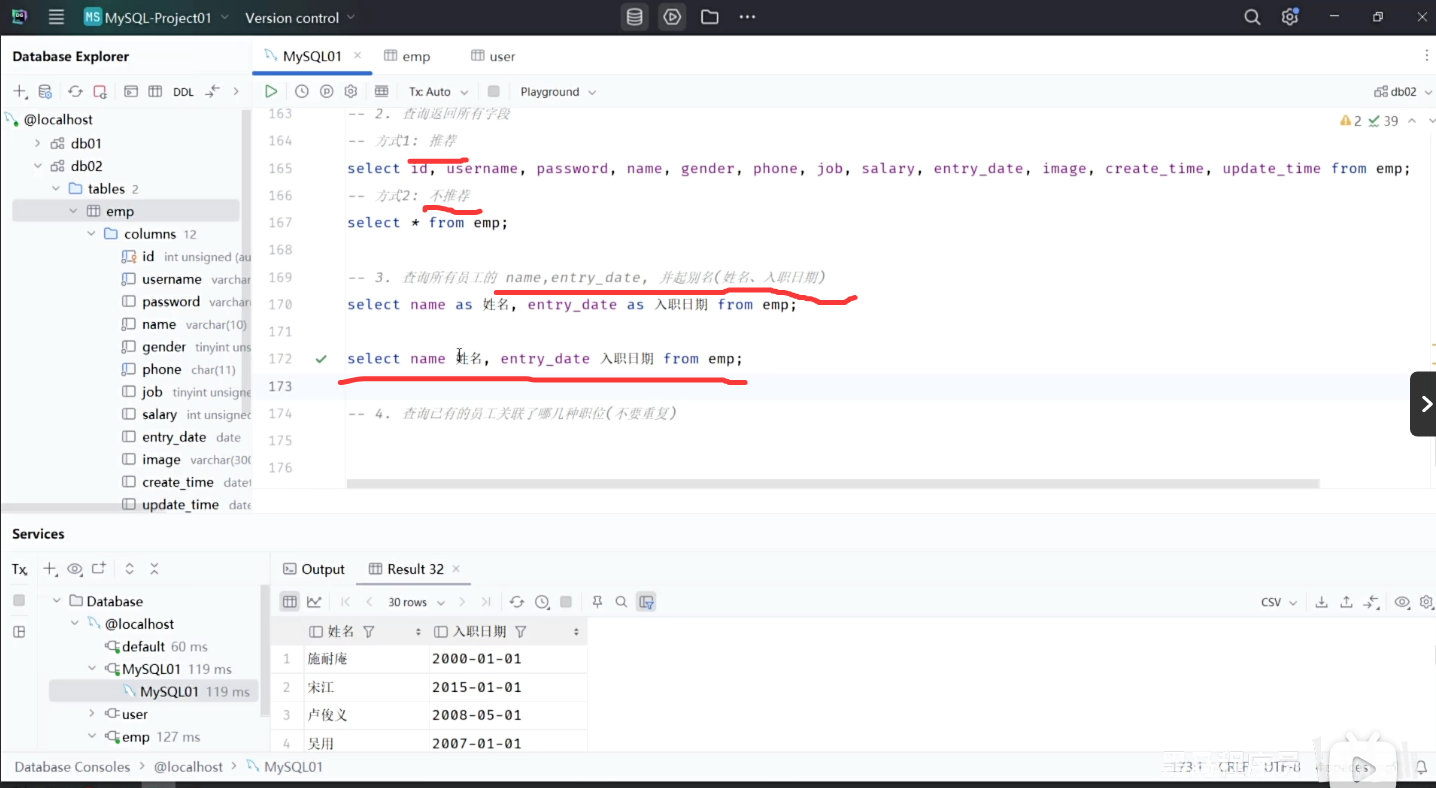 MS MySQL-Project01 Version control
Database Explorer
MySQL01 emp user
DDL Tx: Auto Playground db02
@localhost
db01
db02
tables 2
emp
columns 12
id int unsigned (au
username varchar
password varchar
name varchar(10)
gender tinyint uns
phone char(11)
job tinyint unsigne
salary int unsigned
entry_date date
image varchar(300
create_time datet
update_time date
2 39
163 -- 2. 查询返回所有字段
164 -- 方式1: 推荐
165 select id, username, password, name, gender, phone, job, salary, entry_date, image, create_time, update_time from emp;
166 -- 方式2: 不推荐
167 select * from emp;
168
169 -- 3. 查询所有员工的 name,entry_date, 并起别名(姓名、入职日期)
170 select name as 姓名, entry_date as 入职日期 from emp;
171
172 select name 姓名, entry_date 入职日期 from emp;
173
174 -- 4. 查询已有的员工关联了哪几种职位(不要重复)
175
176
Services
Tx
Database
@localhost
default 60 ms
MySQL01 119 ms
MySQL01 119 ms
user
emp 127 ms
Output Result 32
30 rows CSV
姓名 入职日期
1 施耐庵 2000-01-01
2 宋江 2015-01-01
3 卢俊义 2008-05-01
4 吴用 2007-01-01
Database Consoles @localhost MySQL01
173:1 CRLF UTF-8